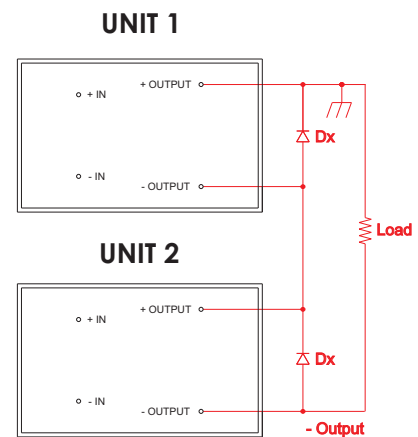 UNIT 1
+ OUTPUT
+ IN
Dx
- IN
- OUTPUT
Load
UNIT 2
+ OUTPUT
+ IN
Dx
- IN
- OUTPUT
- Output